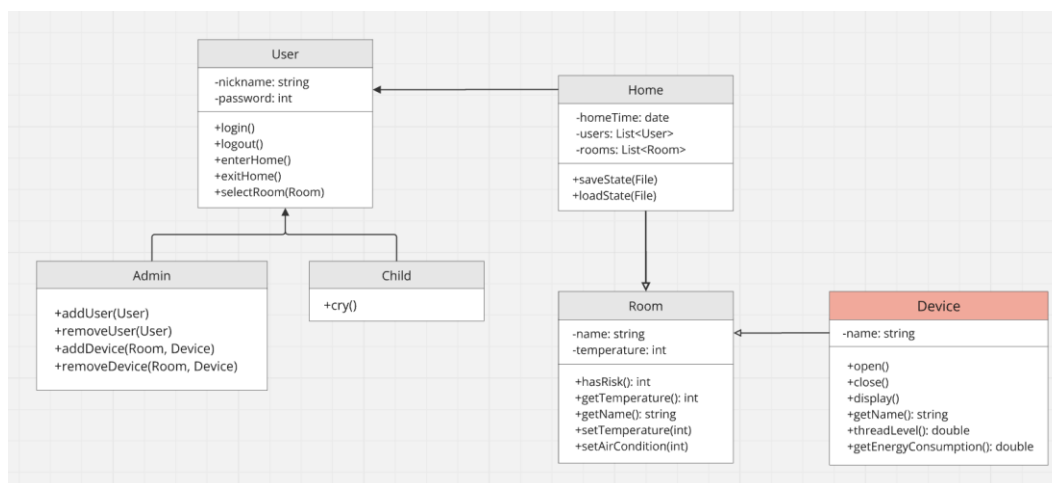 User
-nickname: string
-password: int
+login()
+logout()
+enterHome()
+exitHome()
+selectRoom(Room)
Home
-homeTime: date
-users: List<User>
-rooms: List<Room>
+saveState(File)
+loadState(File)
Admin
+addUser(User)
+removeUser(User)
+addDevice(Room, Device)
+removeDevice(Room, Device)
Child
+cry()
Room
-name: string
-temperature: int
+hasRisk(): int
+getTemperature(): int
+getName(): string
+setTemperature(int)
+setAirCondition(int)
Device
-name: string
+open()
+close()
+display()
+getName(): string
+threadLevel(): double
+getEnergyConsumption(): double